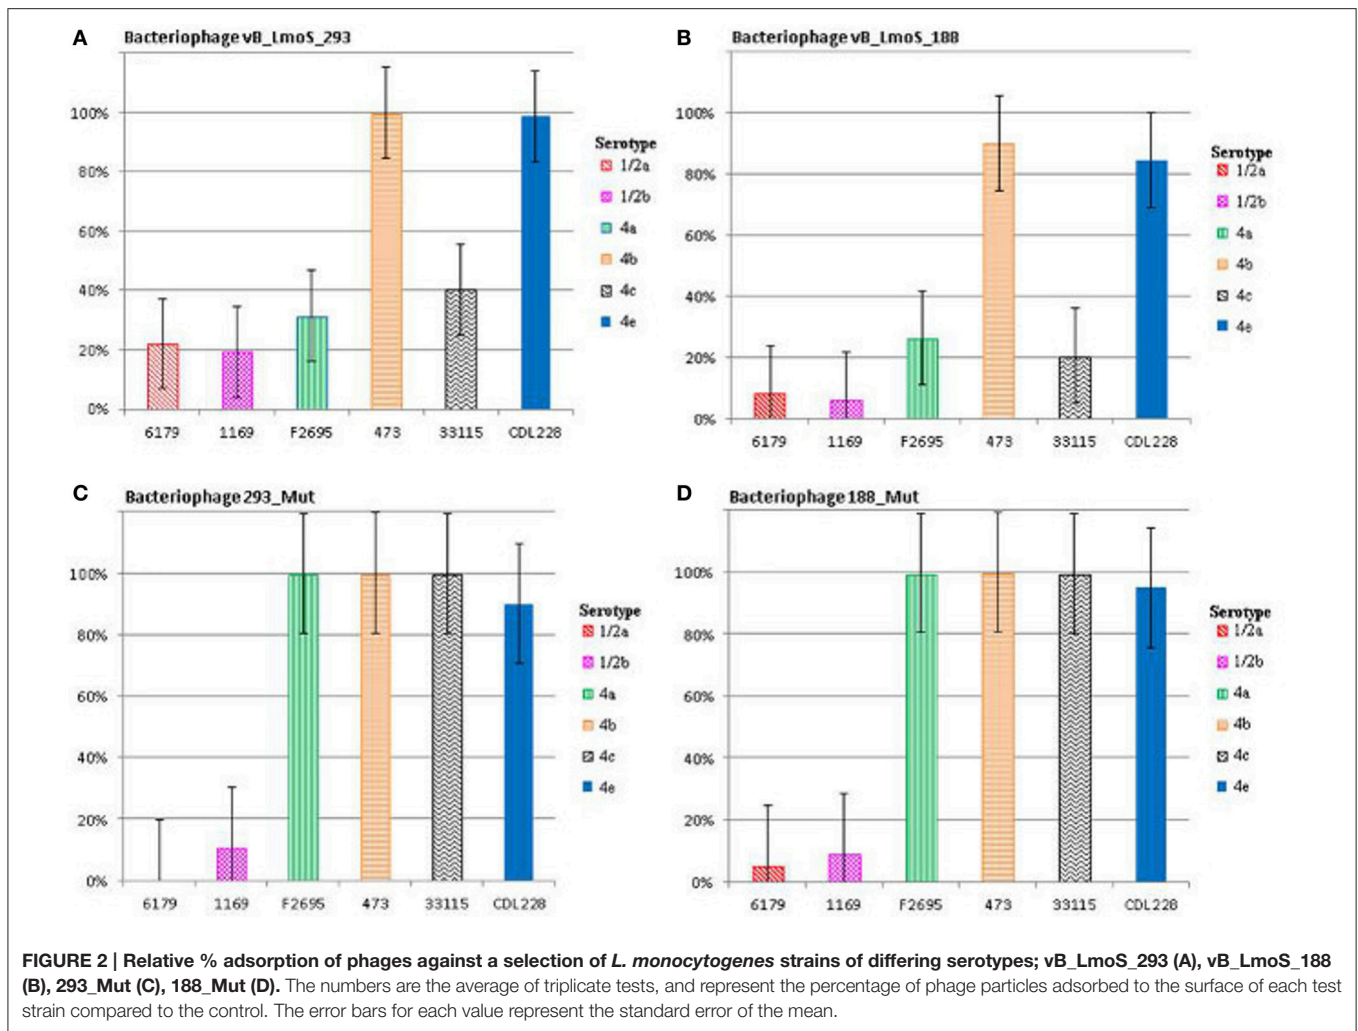 A
Bacteriophage vB_LmoS_293
100%
80%
60%
40%
20%
0%
6179 1169 F2695 473 33115 CDL228
Serotype
1/2a
1/2b
4a
4b
4c
4e
B
Bacteriophage vB_LmoS_188
100%
80%
60%
40%
20%
0%
6179 1169 F2695 473 33115 CDL228
Serotype
1/2a
1/2b
4a
4b
4c
4e
C
Bacteriophage 293_Mut
100%
80%
60%
40%
20%
0%
6179 1169 F2695 473 33115 CDL228
Serotype
1/2a
1/2b
4a
4b
4c
4e
D
Bacteriophage 188_Mut
100%
80%
60%
40%
20%
0%
6179 1169 F2695 473 33115 CDL228
Serotype
1/2a
1/2b
4a
4b
4c
4e
FIGURE 2 | Relative % adsorption of phages against a selection of L. monocytogenes strains of differing serotypes; vB_LmoS_293 (A), vB_LmoS_188
(B), 293_Mut (C), 188_Mut (D). The numbers are the average of triplicate tests, and represent the percentage of phage particles adsorbed to the surface of each test
strain compared to the control. The error bars for each value represent the standard error of the mean.